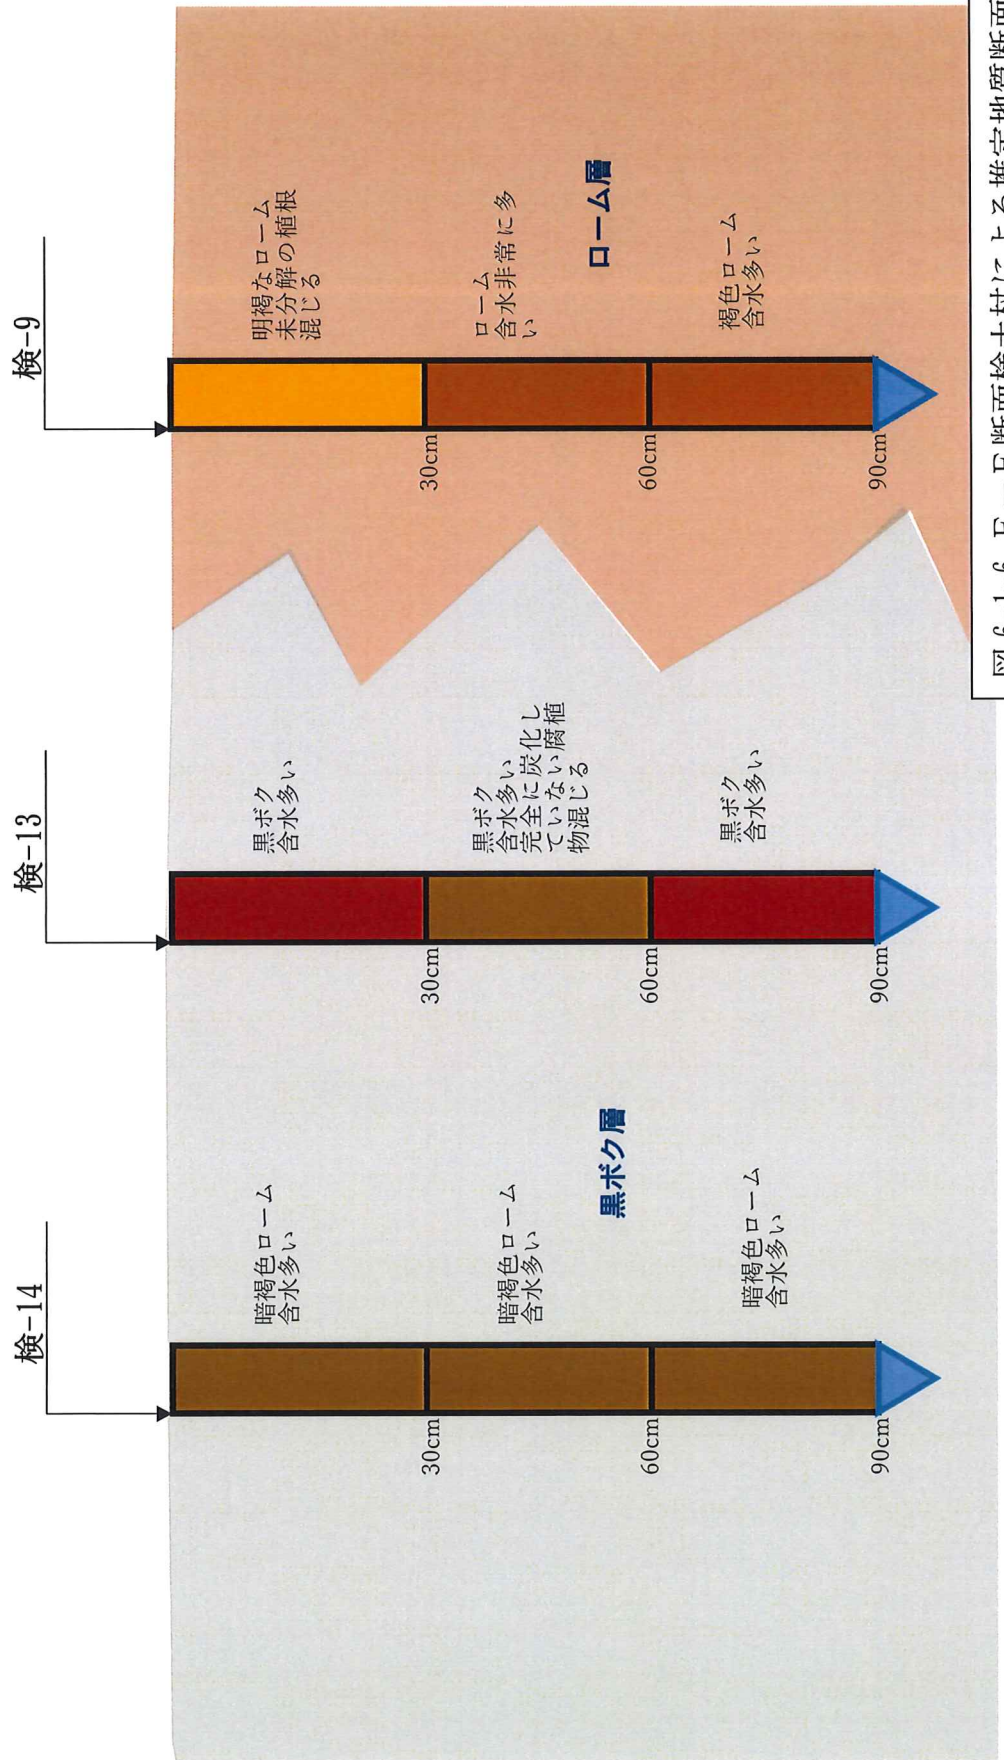 検-14
検-13
検-9
暗褐色ローム
含水多い
30cm
暗褐色ローム
含水多い
60cm
暗褐色ローム
含水多い
90cm
黒ボク層
黒ボク
含水多い
30cm
黒ボク
含水多い
完全に炭化し
ていない腐植
物混じる
60cm
黒ボク
含水多い
90cm
明褐なローム
未分解の植根
混じる
30cm
ローム
含水非常に多
い
60cm
褐色ローム
含水多い
90cm
ローム層